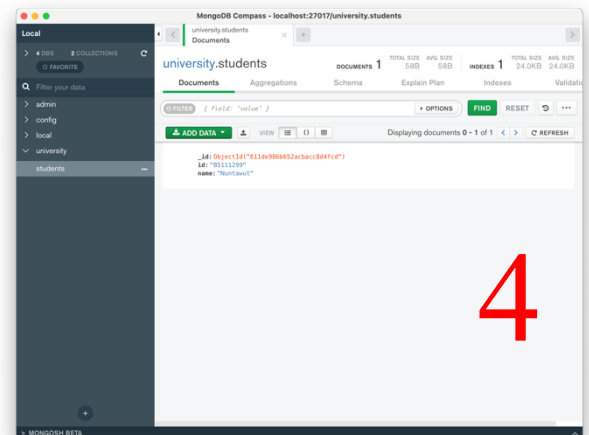 MongoDB Compass - localhost:27017/university.students
Local
university.students
Documents
4 DBS 2 COLLECTIONS
FAVORITE
Filter your data
admin
config
local
university
students
university.students
DOCUMENTS 1 TOTAL SIZE 58B AVG. SIZE 58B INDEXES 1 TOTAL SIZE 24.0KB AVG. SIZE 24.0KB
Documents Aggregations Schema Explain Plan Indexes Validatio
FILTER { field: 'value' } OPTIONS FIND RESET
ADD DATA VIEW {} Displaying documents 0 - 1 of 1 < > REFRESH
_id: ObjectId("611de986b652acbacc8d4fcd")
id: "85111299"
name: "Nuntawut"
4
>_MONGOSH BETA